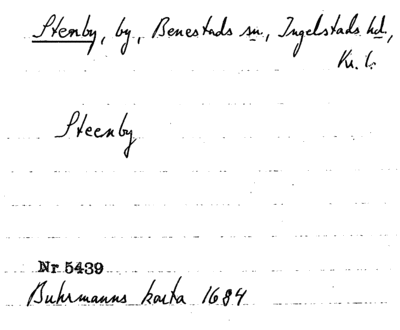 Stenby, by, Benestads sn, Ingelstads hd,
Kr. l.
Steenby
Nr 5439
Buhrmanns karta 1684